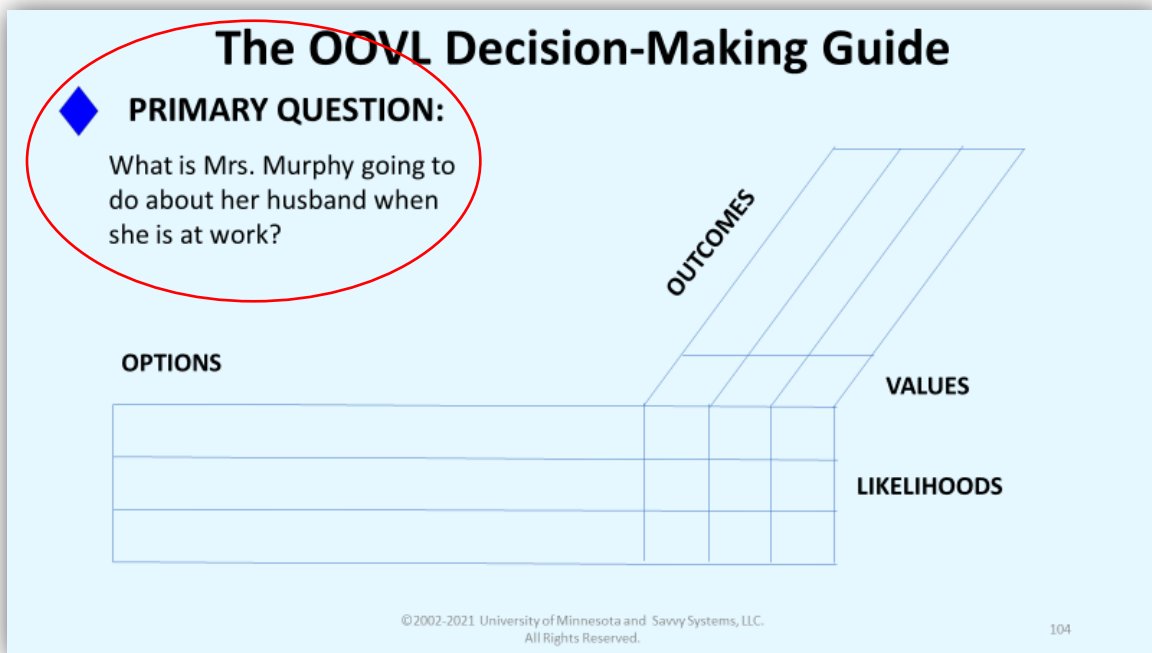 The OOVL Decision-Making Guide
PRIMARY QUESTION:
What is Mrs. Murphy going to
do about her husband when
she is at work?
OUTCOMES
OPTIONS
VALUES
LIKELIHOODS
©2002-2021 University of Minnesota and Savvy Systems, LLC.
All Rights Reserved.
104